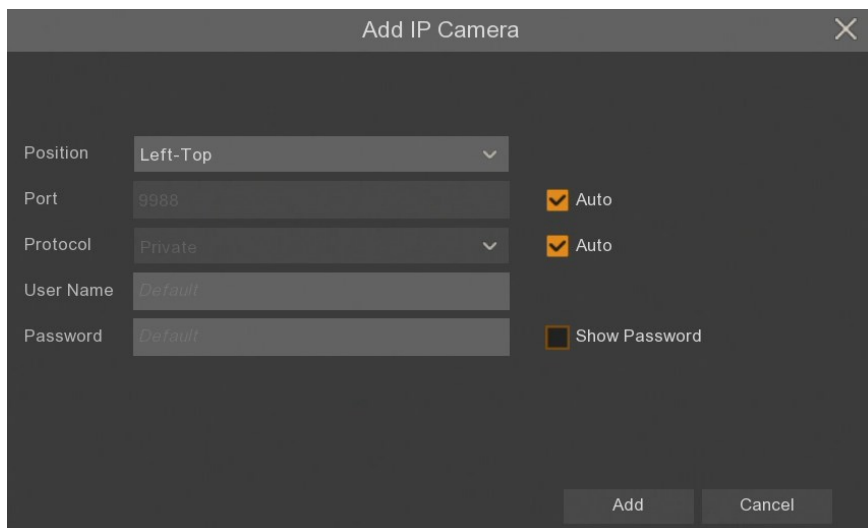 Add IP Camera
Position Left-Top
Port 9988 Auto
Protocol Private Auto
User Name Default
Password Default Show Password
Add Cancel